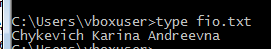 C:\Users\vboxuser>type fio.txt
Chykevich Karina Andreevna